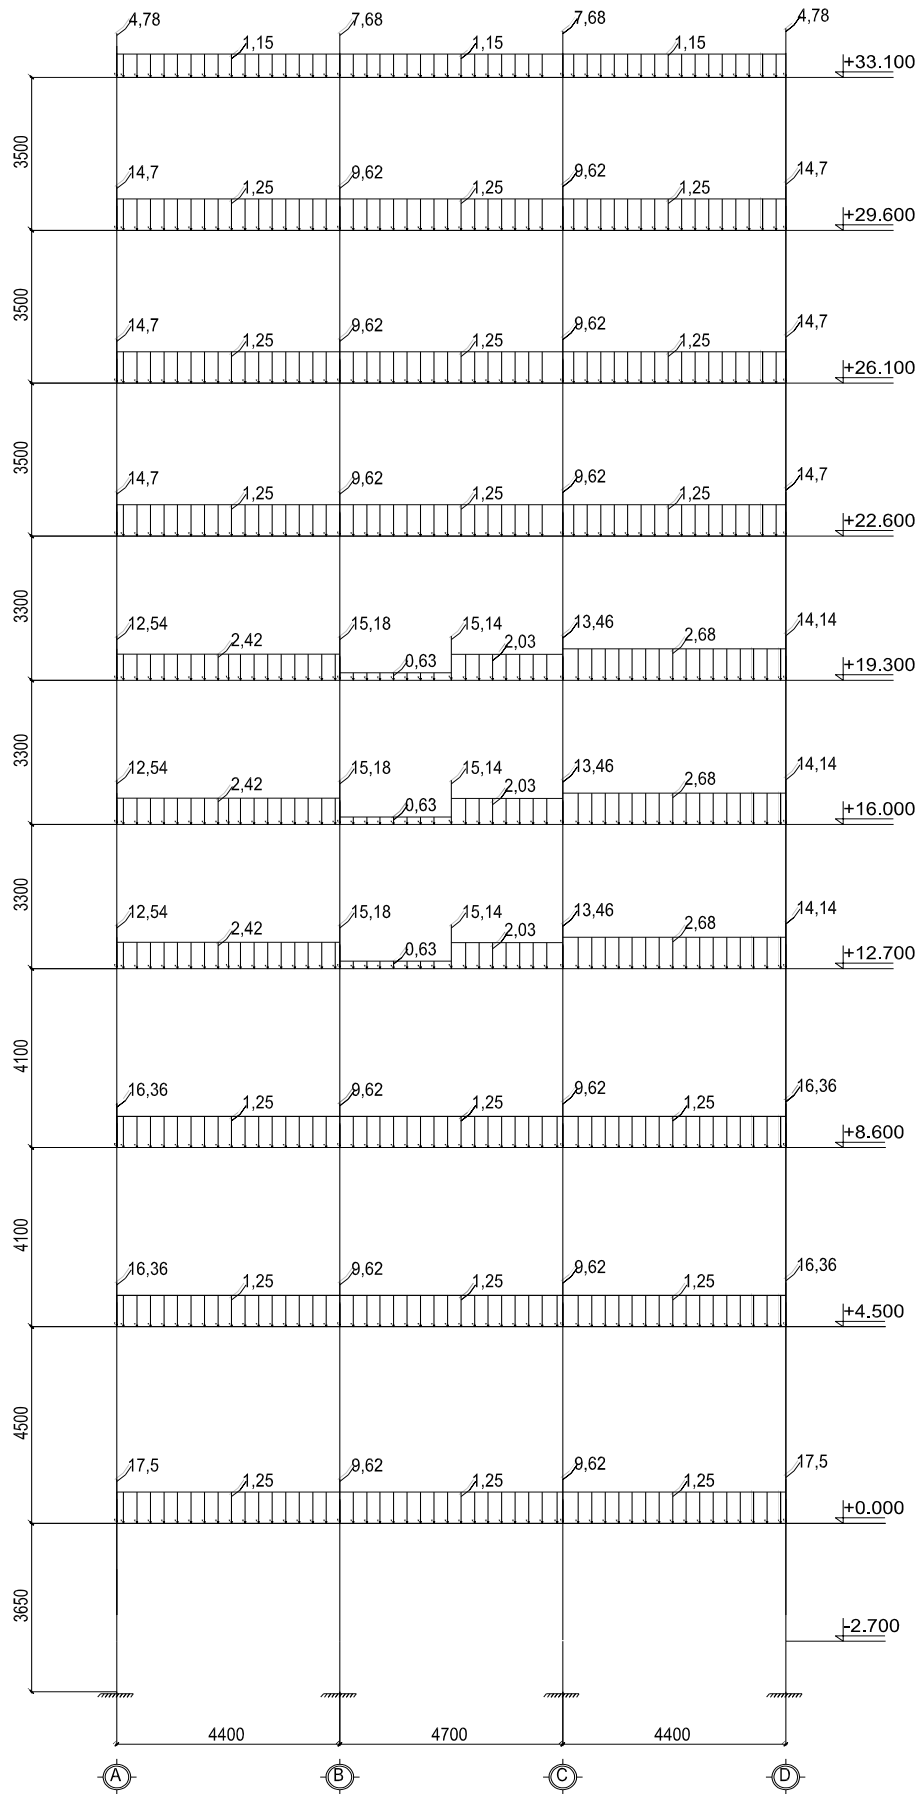 4,78 7,68 7,68 4,78
1,15 1,15 1,15
+33.100
3500
14,7 9,62 9,62 14,7
1,25 1,25 1,25
+29.600
3500
14,7 9,62 9,62 14,7
1,25 1,25 1,25
+26.100
3500
14,7 9,62 9,62 14,7
1,25 1,25 1,25
+22.600
3300
12,54 15,18 15,14 13,46 14,14
2,42 0,63 2,03 2,68
+19.300
3300
12,54 15,18 15,14 13,46 14,14
2,42 0,63 2,03 2,68
+16.000
3300
12,54 15,18 15,14 13,46 14,14
2,42 0,63 2,03 2,68
+12.700
4100
16,36 9,62 9,62 16,36
1,25 1,25 1,25
+8.600
4100
16,36 9,62 9,62 16,36
1,25 1,25 1,25
+4.500
4500
17,5 9,62 9,62 17,5
1,25 1,25 1,25
+0.000
3650
-2.700
4400 4700 4400
A B C D